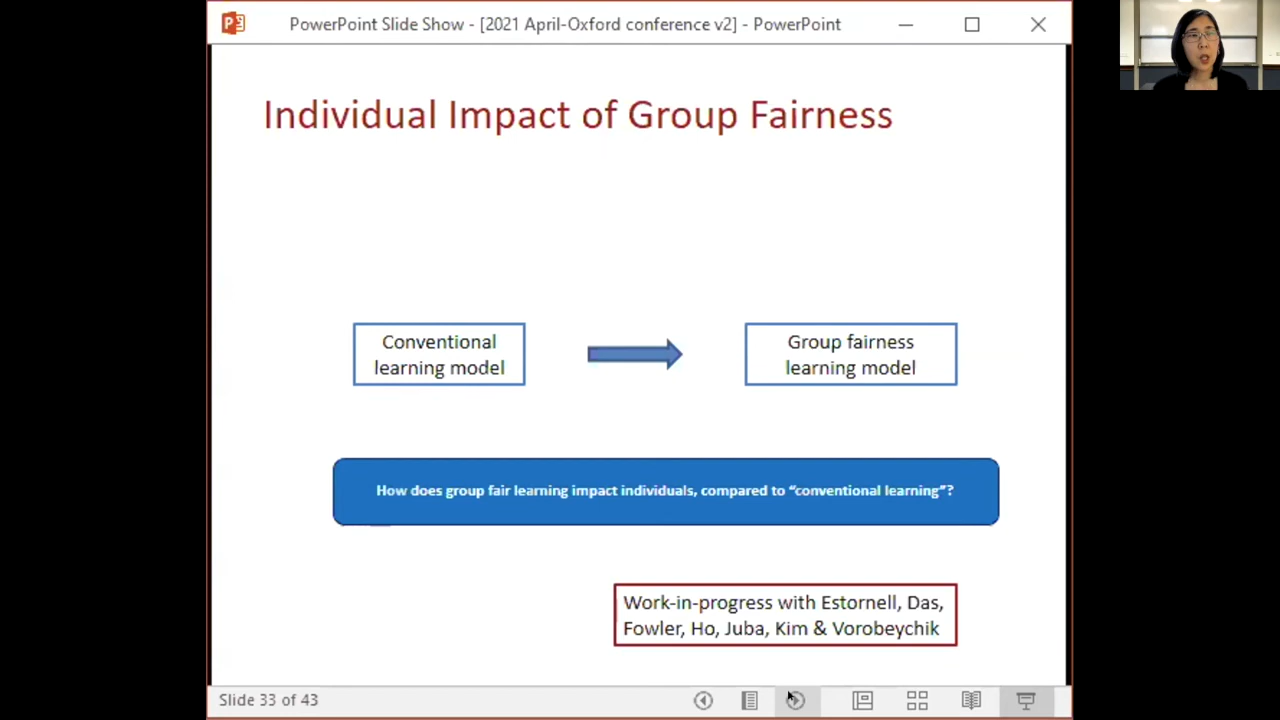 PowerPoint Slide Show - [2021 April-Oxford conference v2] - PowerPoint
Individual Impact of Group Fairness
Conventional
learning model
Group fairness
learning model
How does group fair learning impact individuals, compared to “conventional learning”?
Work-in-progress with Estornell, Das,
Fowler, Ho, Juba, Kim & Vorobeychik
Slide 33 of 43